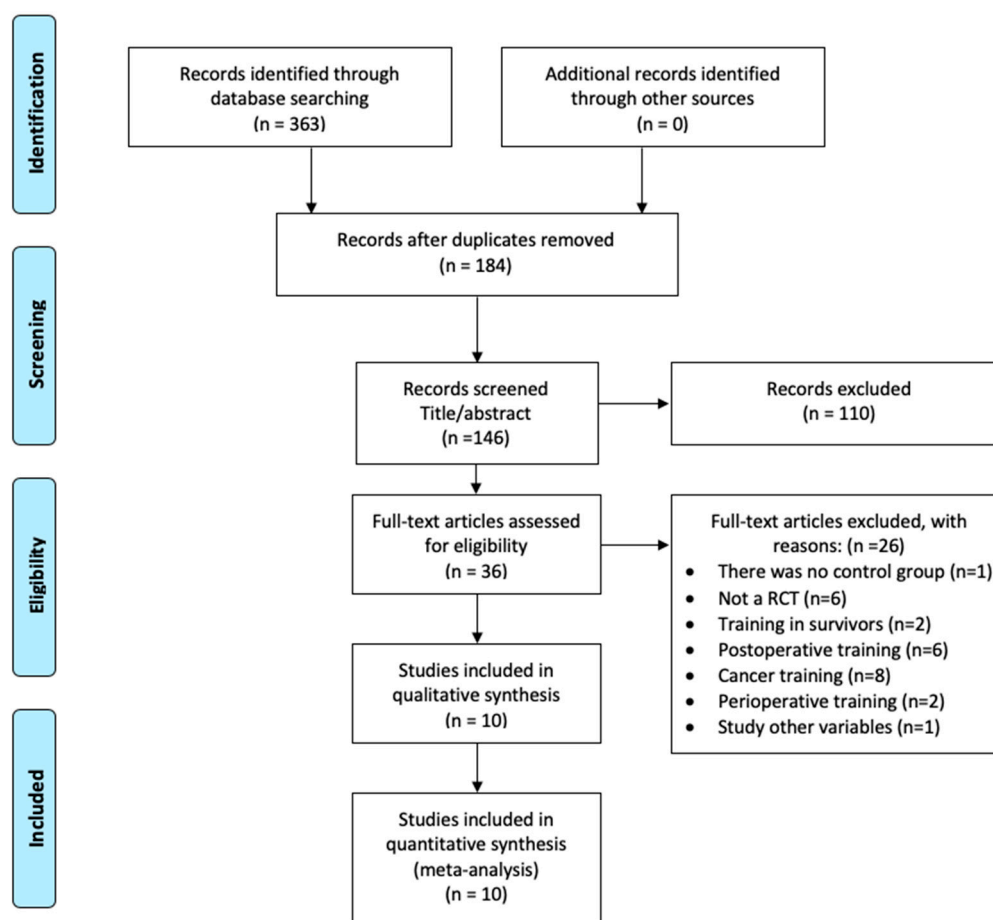 Identification
Records identified through
database searching
(n = 363)
Additional records identified
through other sources
(n = 0)
Records after duplicates removed
(n = 184)
Screening
Records screened
Title/abstract
(n =146)
Records excluded
(n = 110)
Eligibility
Full-text articles assessed
for eligibility
(n = 36)
Full-text articles excluded, with
reasons: (n =26)
• There was no control group (n=1)
• Not a RCT (n=6)
• Training in survivors (n=2)
• Postoperative training (n=6)
• Cancer training (n=8)
• Perioperative training (n=2)
• Study other variables (n=1)
Studies included in
qualitative synthesis
(n = 10)
Included
Studies included in
quantitative synthesis
(meta-analysis)
(n = 10)